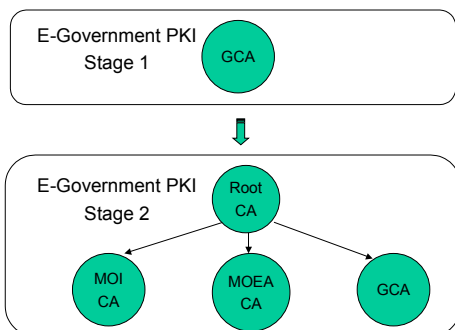 E-Government PKI
Stage 1
GCA
E-Government PKI
Stage 2
Root
CA
MOI
CA
MOEA
CA
GCA